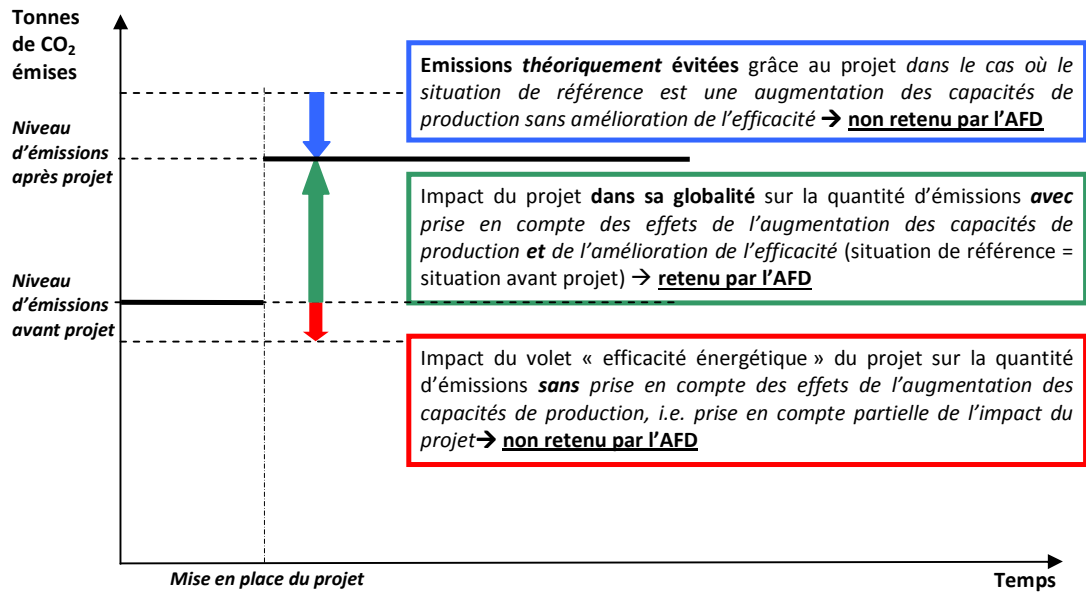 Tonnes
de CO2
émises
Emissions théoriquement évitées grâce au projet dans le cas où le
situation de référence est une augmentation des capacités de
production sans amélioration de l’efficacité → non retenu par l’AFD
Niveau
d’émissions
après projet
Impact du projet dans sa globalité sur la quantité d’émissions avec
prise en compte des effets de l’augmentation des capacités de
production et de l’amélioration de l’efficacité (situation de référence =
situation avant projet) → retenu par l’AFD
Niveau
d’émissions
avant projet
Impact du volet « efficacité énergétique » du projet sur la quantité
d’émissions sans prise en compte des effets de l’augmentation des
capacités de production, i.e. prise en compte partielle de l’impact du
projet→ non retenu par l’AFD
Mise en place du projet
Temps